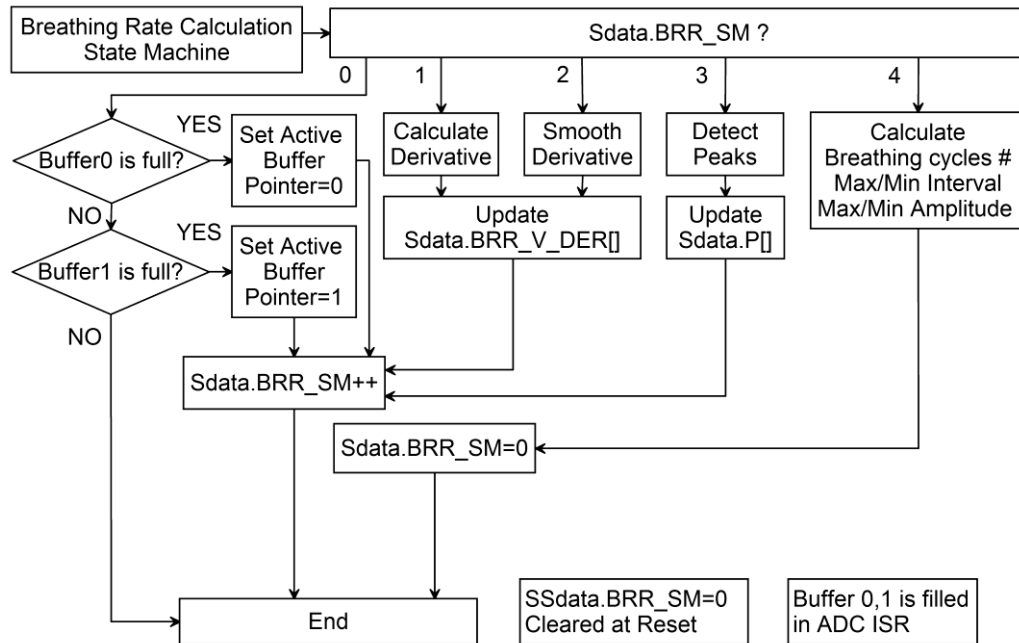 Breathing Rate Calculation
State Machine
Sdata.BRR_SM ?
0
1
2
3
4
Buffer0 is full?
YES
Set Active
Buffer
Pointer=0
Calculate
Derivative
Smooth
Derivative
Detect
Peaks
Calculate
Breathing cycles #
Max/Min Interval
Max/Min Amplitude
NO
Update
Sdata.BRR_V_DER[]
Update
Sdata.P[]
Buffer1 is full?
YES
Set Active
Buffer
Pointer=1
NO
Sdata.BRR_SM++
Sdata.BRR_SM=0
End
SSdata.BRR_SM=0
Cleared at Reset
Buffer 0,1 is filled
in ADC ISR